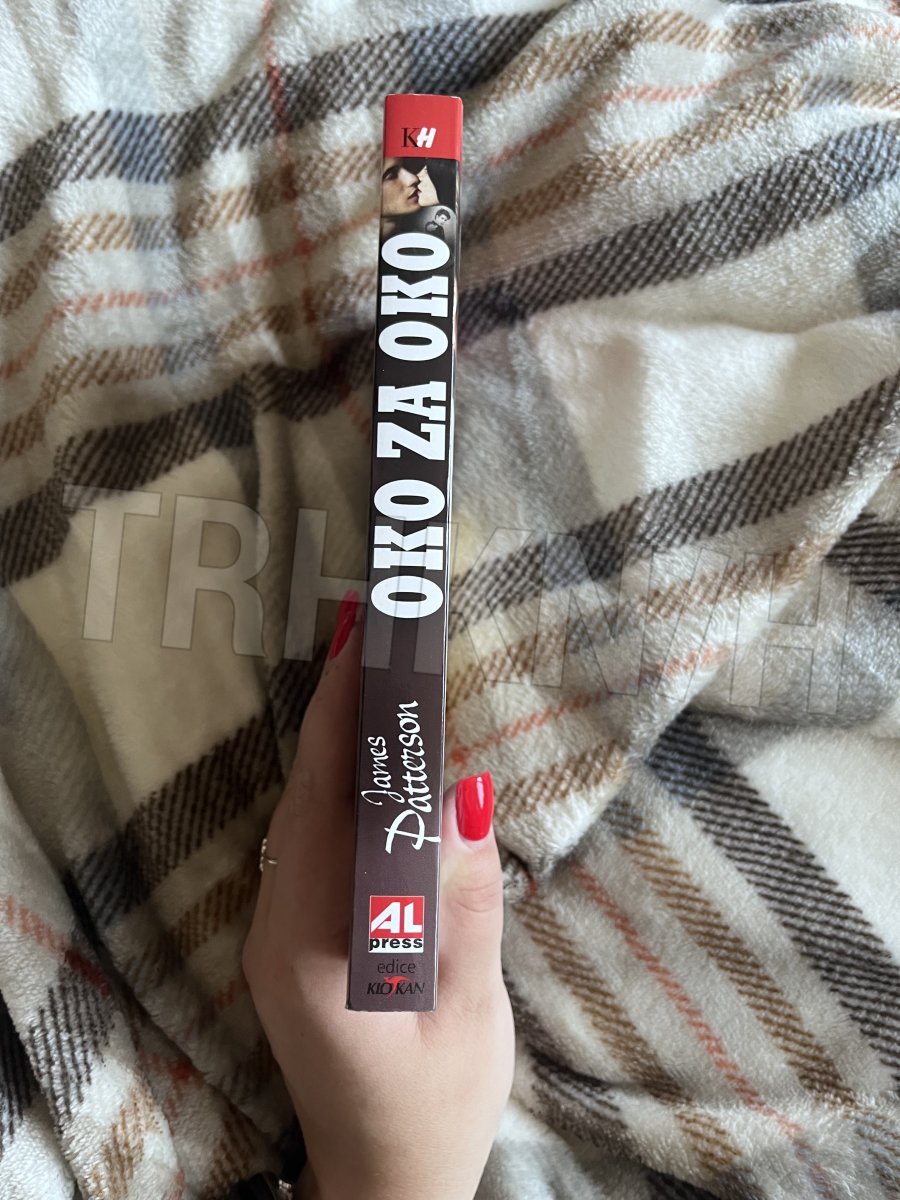 KH
OKO ZA OKO
James
Patterson
AL
press
edice
KLOKAN
TRHKNIH